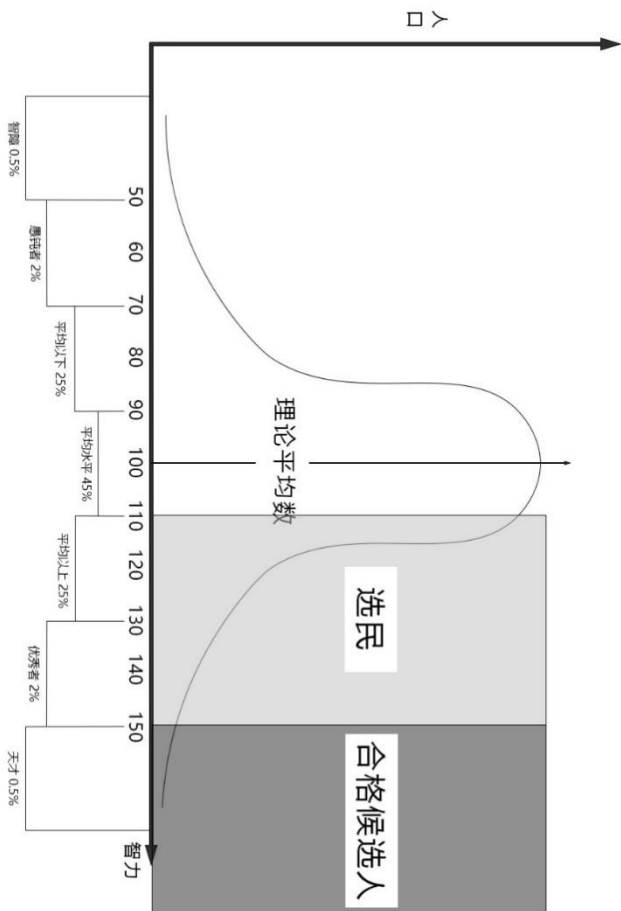 人口
理论平均数
选民
合格候选人
50
60
70
80
90
100
110
120
130
140
150
智力
智障 0.5%
愚钝者 2%
平均以下 25%
平均水平 45%
平均以上 25%
优秀者 2%
天才 0.5%